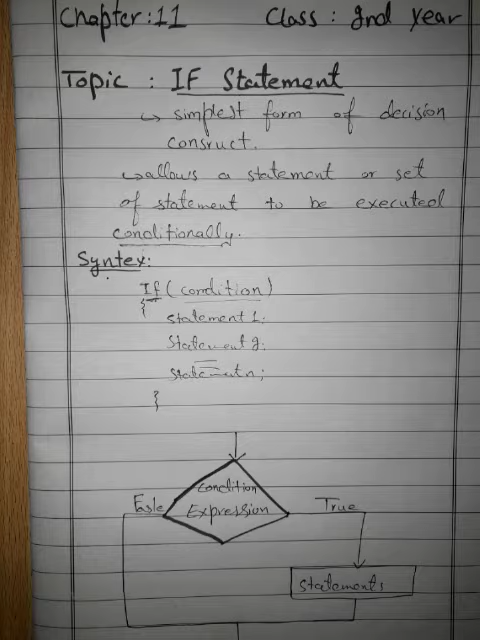 Chapter:11 Class: 2nd Year
Topic : IF Statement
↳ simplest form of decision
construct.
↳ allows a statement or set
of statement to be executed
conditionally.
Syntex:
If (condition)
{
statement 1;
Statement 2;
Statement n;
}
Condition
Expression
False
True
Statements